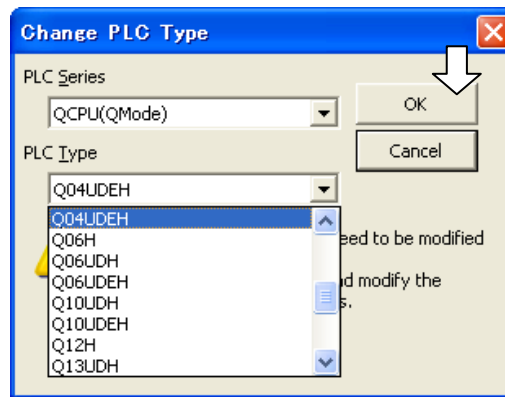 Change PLC Type
PLC Series
QCPU(QMode)
OK
PLC Type
Cancel
Q04UDEH
Q04UDEH
Q06H
Q06UDH
Q06UDEH
Q10UDH
Q10UDEH
Q12H
Q13UDH
need to be modified
modify the